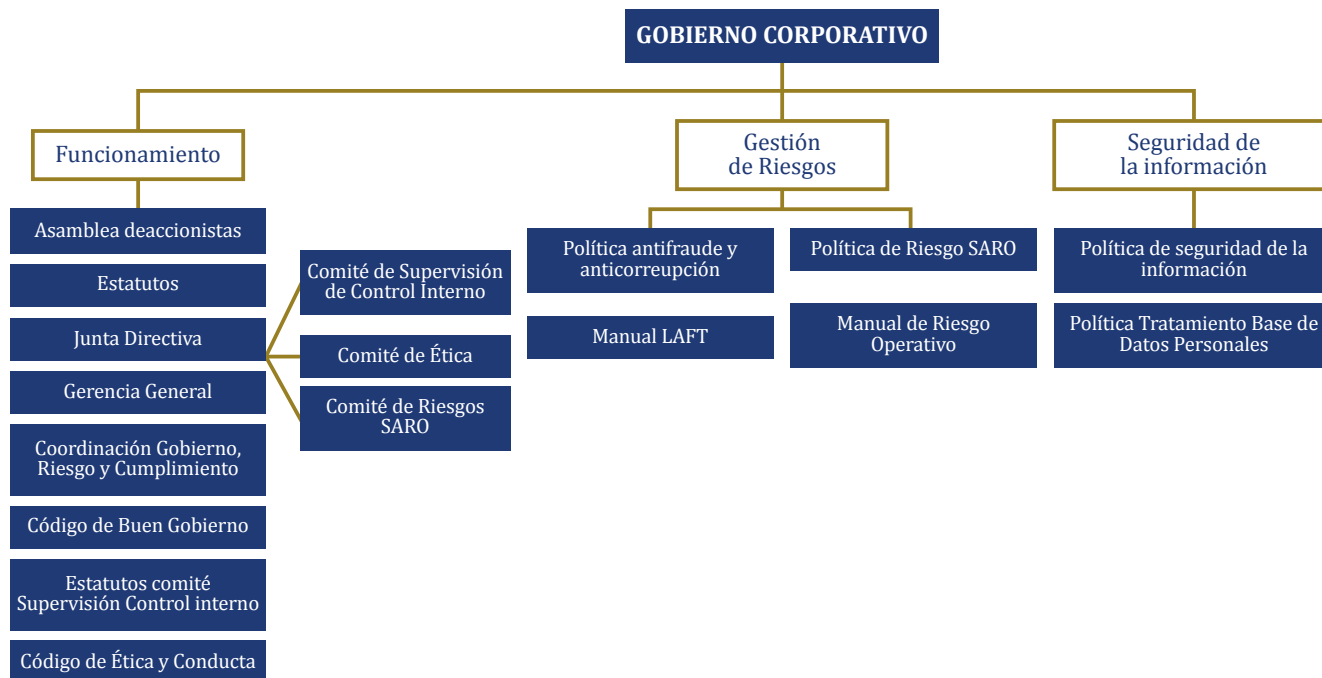 GOBIERNO CORPORATIVO
Funcionamiento
Asamblea deaccionistas
Estatutos
Junta Directiva
Gerencia General
Coordinación Gobierno,
Riesgo y Cumplimiento
Código de Buen Gobierno
Estatutos comité
Supervisión Control interno
Código de Ética y Conducta
Comité de Supervisión
de Control Interno
Comité de Ética
Comité de Riesgos
SARO
Gestión
de Riesgos
Política antifraude y
anticorreupción
Manual LAFT
Política de Riesgo SARO
Manual de Riesgo
Operativo
Seguridad de
la información
Política de seguridad de la
información
Política Tratamiento Base de
Datos Personales